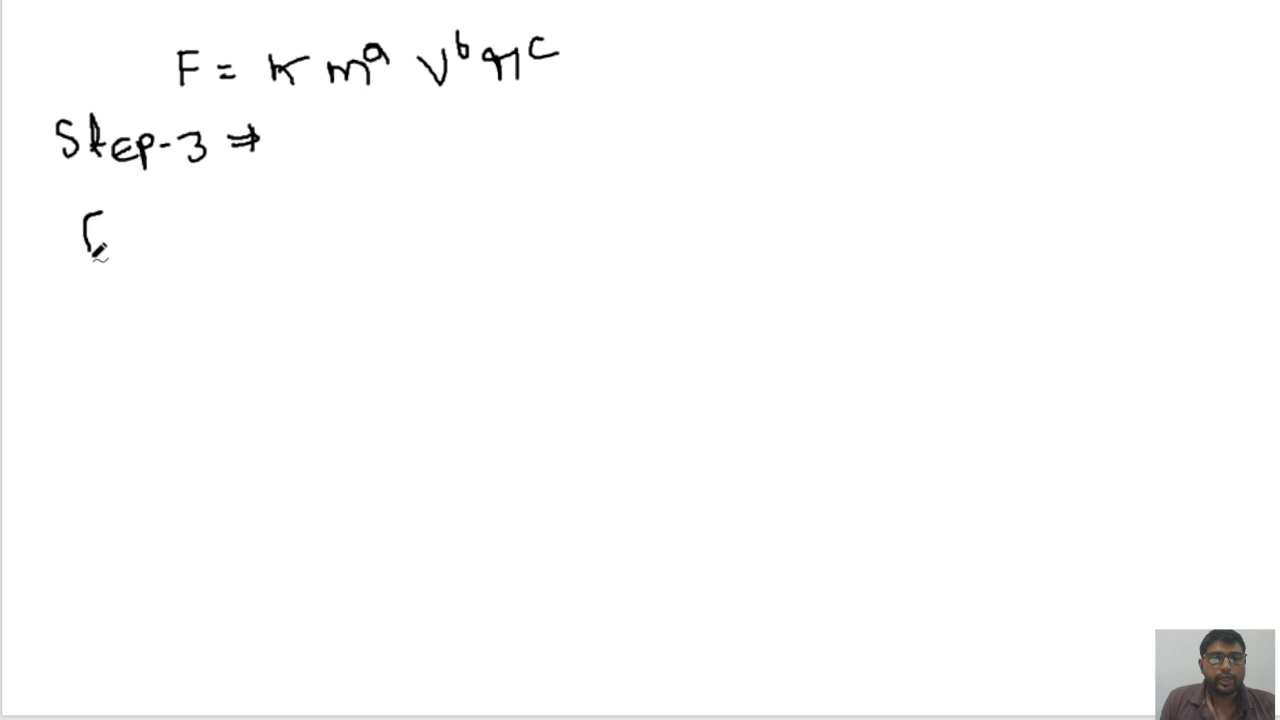 F = K m^a v^b r^c
Step-3 ⇒
[